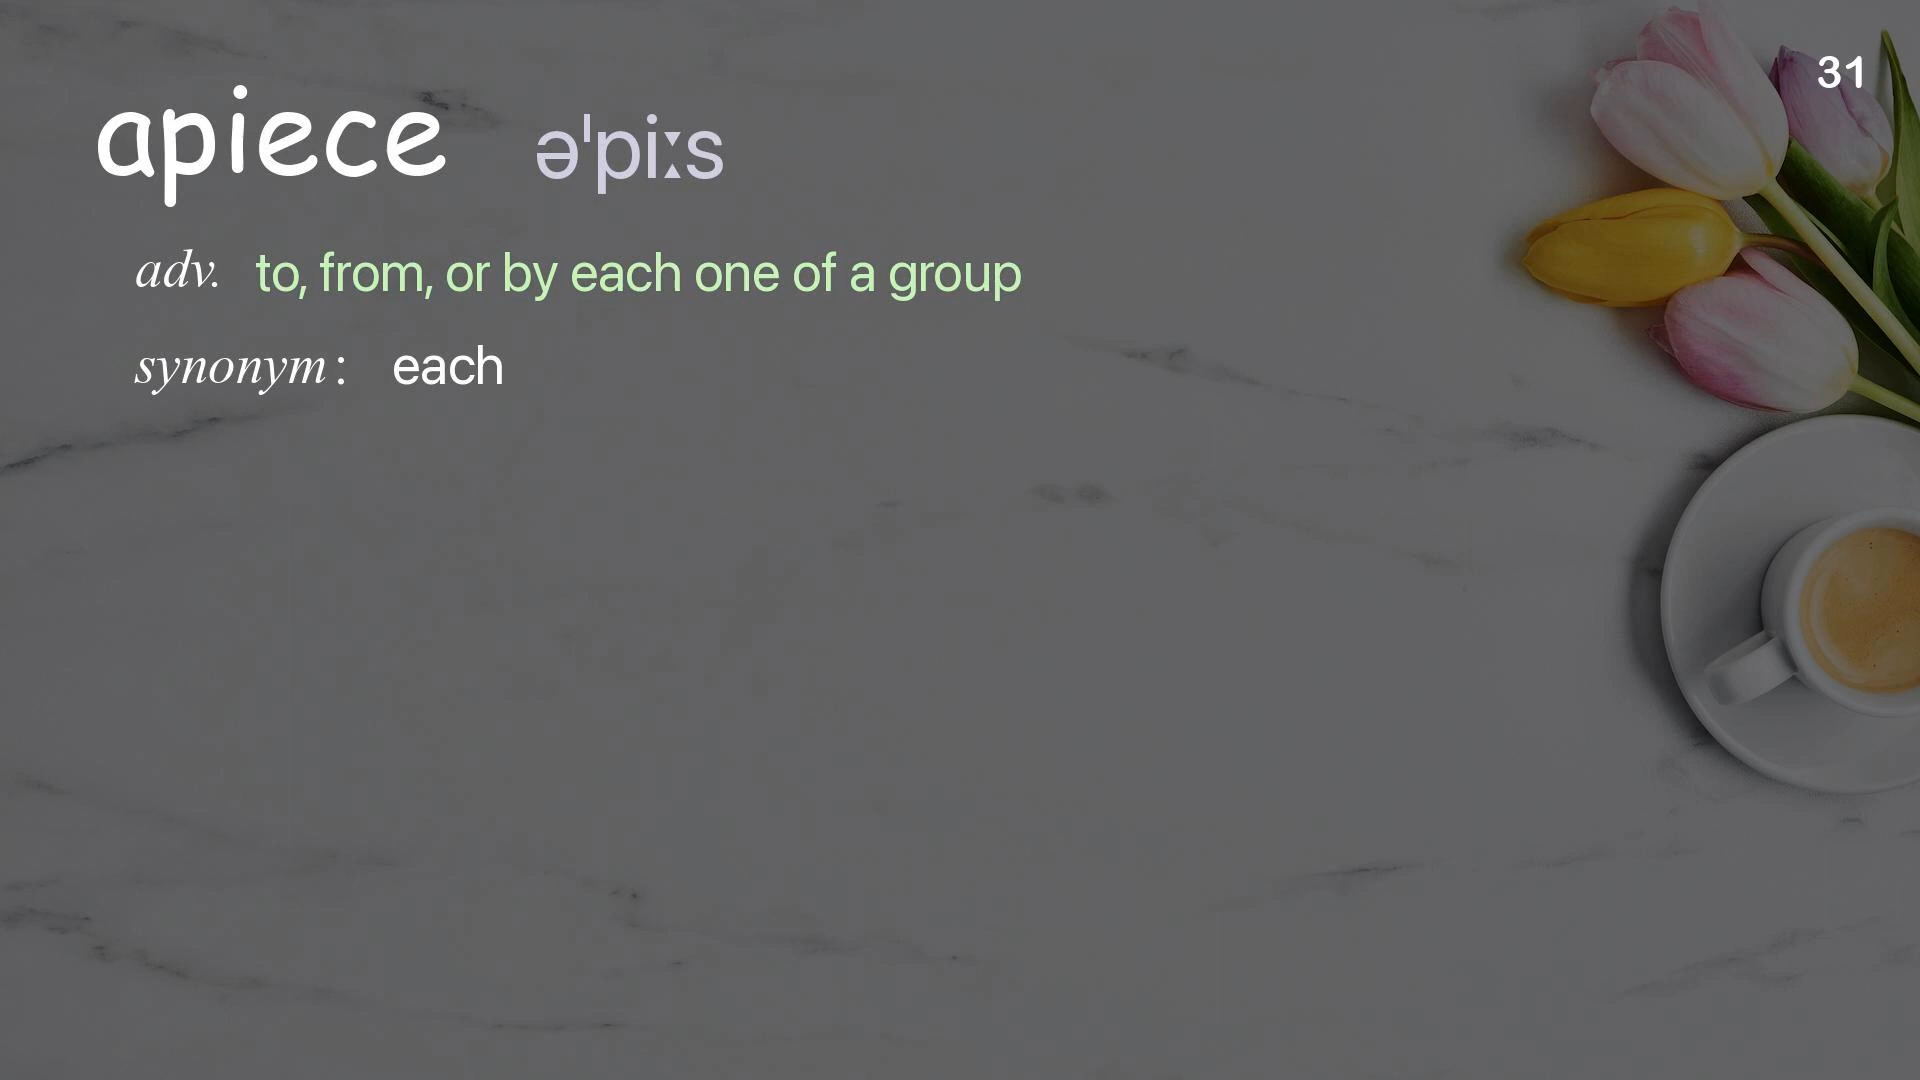 31
apiece əˈpiːs
adv. to, from, or by each one of a group
synonym: each